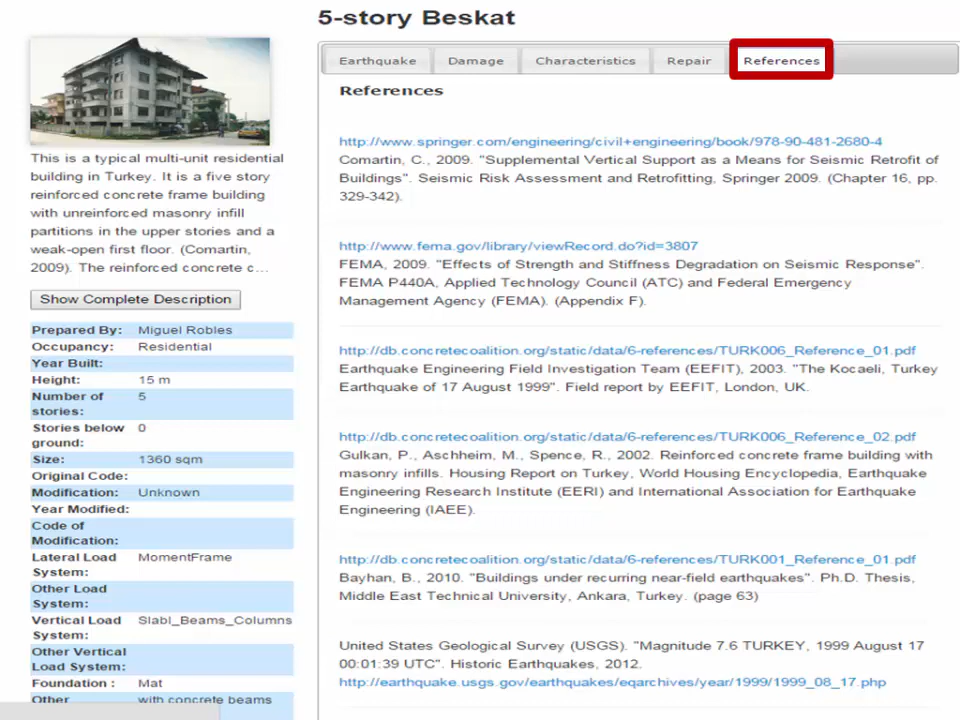 5-story Beskat
This is a typical multi-unit residential
building in Turkey. It is a five story
reinforced concrete frame building
with unreinforced masonry infill
partitions in the upper stories and a
weak-open first floor. (Comartin,
2009). The reinforced concrete c...
Show Complete Description
Prepared By: Miguel Robles
Occupancy: Residential
Year Built:
Height: 15 m
Number of 5
stories:
Stories below 0
ground:
Size: 1360 sqm
Original Code:
Modification: Unknown
Year Modified:
Code of
Modification:
Lateral Load MomentFrame
System:
Other Load
System:
Vertical Load Slabl_Beams_Columns
System:
Other Vertical
Load System:
Foundation : Mat
Other with concrete beams
Earthquake Damage Characteristics Repair References
References
http://www.springer.com/engineering/civil+engineering/book/978-90-481-2680-4
Comartin, C., 2009. "Supplemental Vertical Support as a Means for Seismic Retrofit of
Buildings". Seismic Risk Assessment and Retrofitting, Springer 2009. (Chapter 16, pp.
329-342).
http://www.fema.gov/library/viewRecord.do?id=3807
FEMA, 2009. "Effects of Strength and Stiffness Degradation on Seismic Response".
FEMA P440A, Applied Technology Council (ATC) and Federal Emergency
Management Agency (FEMA). (Appendix F).
http://db.concretecoalition.org/static/data/6-references/TURK006_Reference_01.pdf
Earthquake Engineering Field Investigation Team (EEFIT), 2003. "The Kocaeli, Turkey
Earthquake of 17 August 1999". Field report by EEFIT, London, UK.
http://db.concretecoalition.org/static/data/6-references/TURK006_Reference_02.pdf
Gulkan, P., Aschheim, M., Spence, R., 2002. Reinforced concrete frame building with
masonry infills. Housing Report on Turkey, World Housing Encyclopedia, Earthquake
Engineering Research Institute (EERI) and International Association for Earthquake
Engineering (IAEE).
http://db.concretecoalition.org/static/data/6-references/TURK001_Reference_01.pdf
Bayhan, B., 2010. "Buildings under recurring near-field earthquakes". Ph.D. Thesis,
Middle East Technical University, Ankara, Turkey. (page 63)
United States Geological Survey (USGS). "Magnitude 7.6 TURKEY, 1999 August 17
00:01:39 UTC". Historic Earthquakes, 2012.
http://earthquake.usgs.gov/earthquakes/eqarchives/year/1999/1999_08_17.php